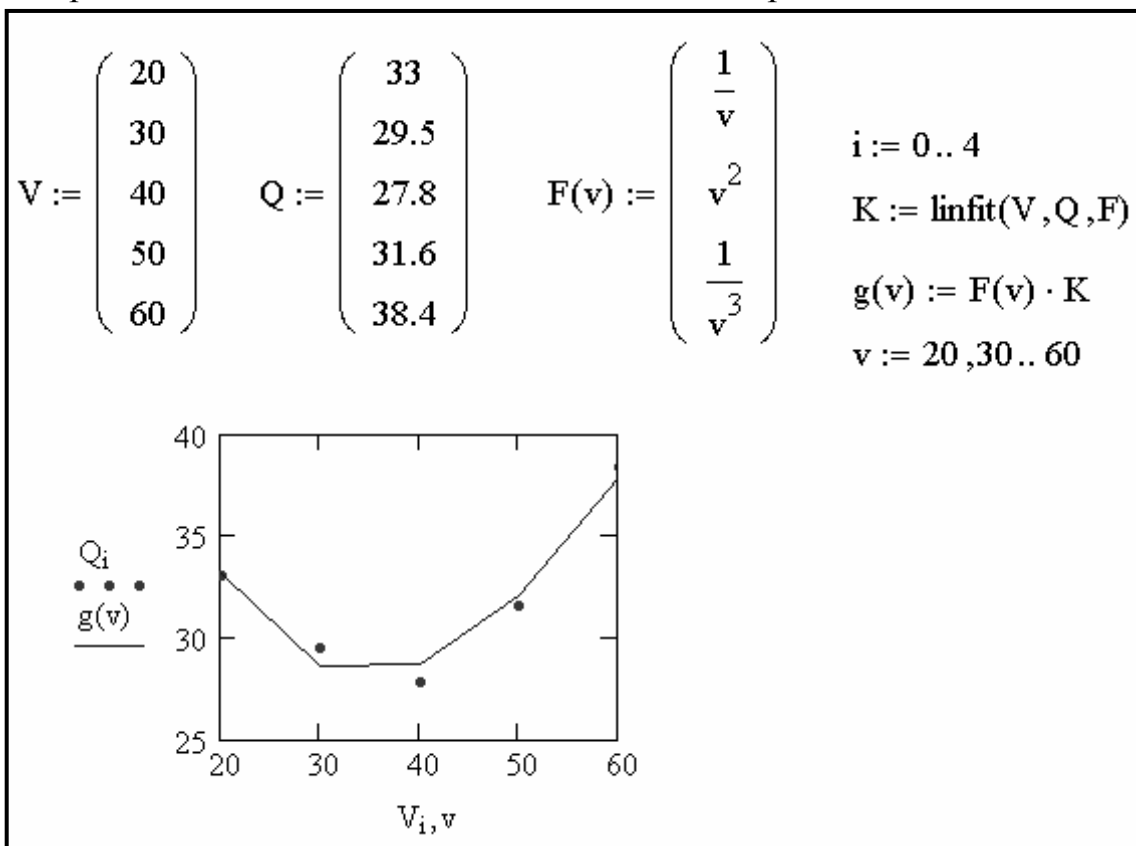 V := ( 20 30 40 50 60 )
Q := ( 33 29.5 27.8 31.6 38.4 )
F(v) := ( 1/v v^2 1/v^3 )
i := 0 .. 4
K := linfit(V , Q , F)
g(v) := F(v) · K
v := 20 , 30 .. 60
40
35
30
25
Q_i
g(v)
20 30 40 50 60
V_i , v